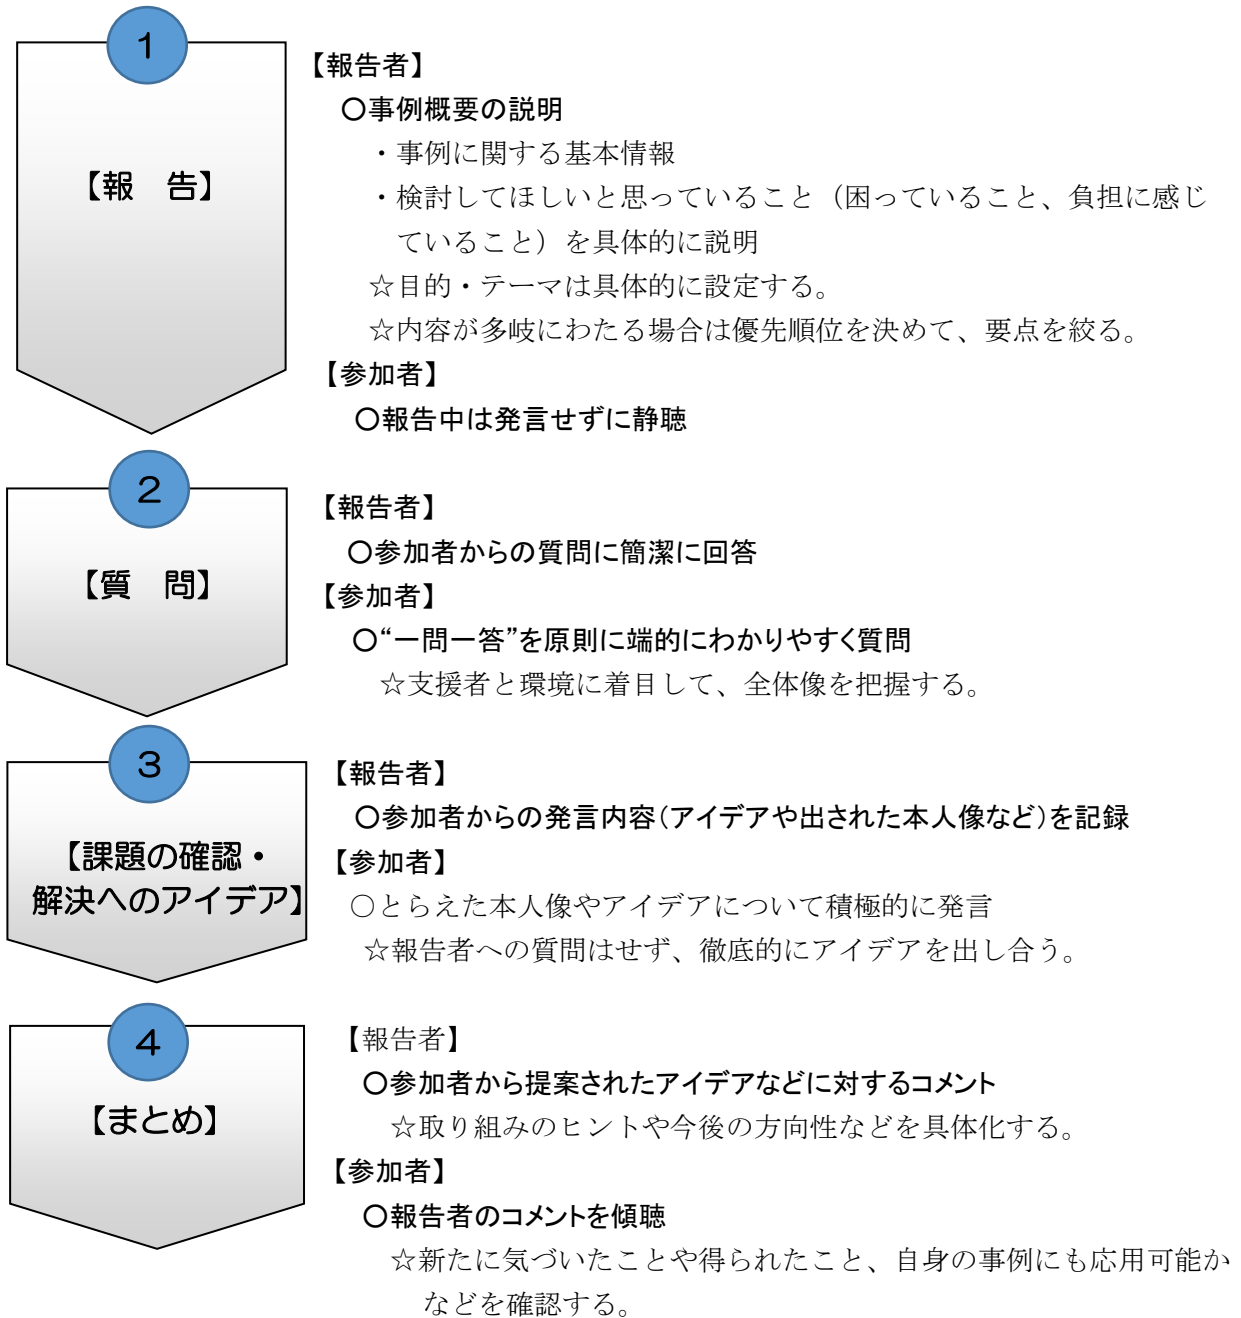 1
【報　告】
【報告者】
〇事例概要の説明
・事例に関する基本情報
・検討してほしいと思っていること（困っていること、負担に感じ
ていること）を具体的に説明
☆目的・テーマは具体的に設定する。
☆内容が多岐にわたる場合は優先順位を決めて、要点を絞る。
【参加者】
〇報告中は発言せずに静聴
2
【質　問】
【報告者】
〇参加者からの質問に簡潔に回答
【参加者】
〇“一問一答”を原則に端的にわかりやすく質問
☆支援者と環境に着目して、全体像を把握する。
3
【課題の確認・
解決へのアイデア】
【報告者】
〇参加者からの発言内容（アイデアや出された本人像など）を記録
【参加者】
〇とらえた本人像やアイデアについて積極的に発言
☆報告者への質問はせず、徹底的にアイデアを出し合う。
4
【まとめ】
【報告者】
〇参加者から提案されたアイデアなどに対するコメント
☆取り組みのヒントや今後の方向性などを具体化する。
【参加者】
〇報告者のコメントを傾聴
☆新たに気づいたことや得られたこと、自身の事例にも応用可能か
などを確認する。